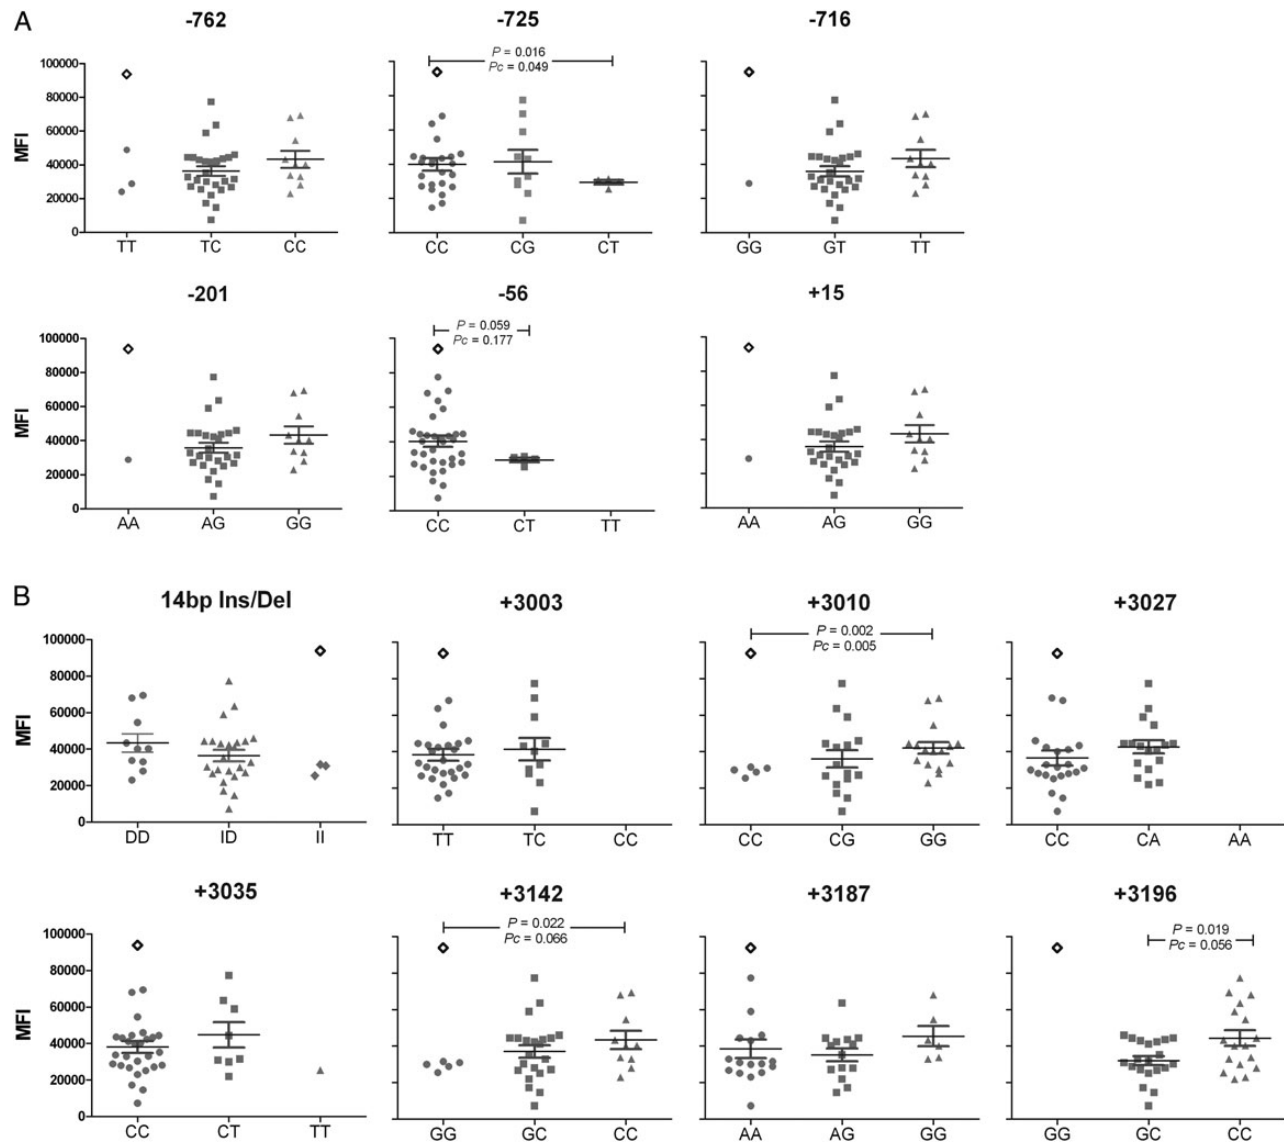 A
-762 -725 -716
P = 0.016
Pc = 0.049
MFI
100000
80000
60000
40000
20000
0
TT TC CC
CC CG CT
GG GT TT
-201 -56 +15
P = 0.059
Pc = 0.177
MFI
100000
80000
60000
40000
20000
0
AA AG GG
CC CT TT
AA AG GG
B
14bp Ins/Del +3003 +3010 +3027
P = 0.002
Pc = 0.005
MFI
100000
80000
60000
40000
20000
0
DD ID II
TT TC CC
CC CG GG
CC CA AA
+3035 +3142 +3187 +3196
P = 0.022
Pc = 0.066
P = 0.019
Pc = 0.056
MFI
100000
80000
60000
40000
20000
0
CC CT TT
GG GC CC
AA AG GG
GG GC CC